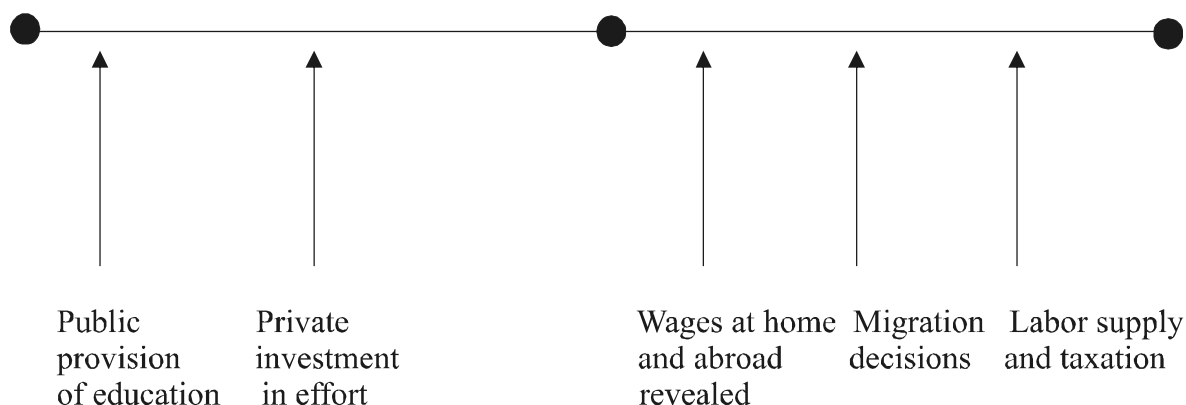 Public
provision
of education
Private
investment
in effort
Wages at home
and abroad
revealed
Migration
decisions
Labor supply
and taxation